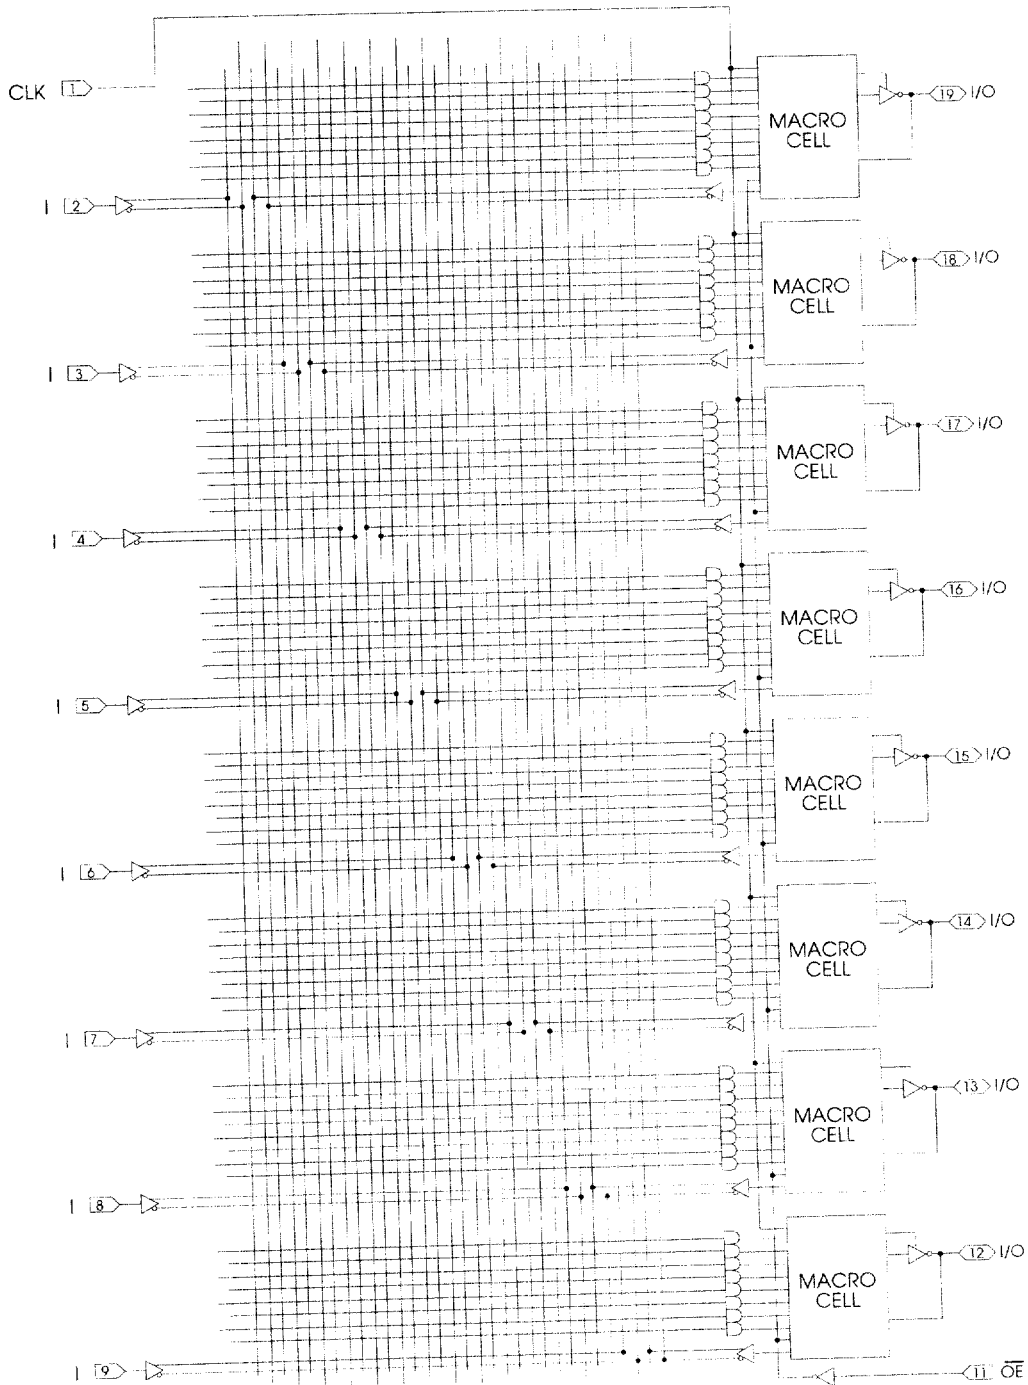 CLK 1
MACRO CELL
19 I/O
I 2
MACRO CELL
18 I/O
I 3
MACRO CELL
17 I/O
I 4
MACRO CELL
16 I/O
I 5
MACRO CELL
15 I/O
I 6
MACRO CELL
14 I/O
I 7
MACRO CELL
13 I/O
I 8
MACRO CELL
12 I/O
I 9
11 OE